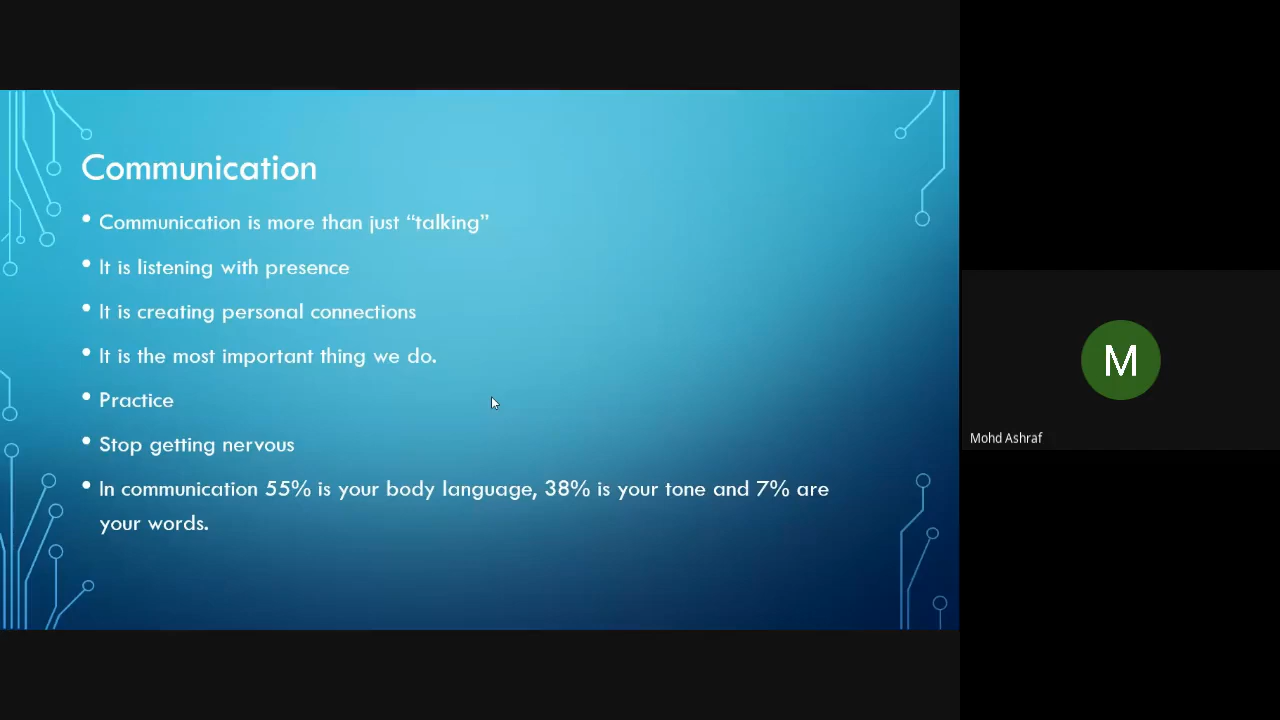 Communication
• Communication is more than just “talking”
• It is listening with presence
• It is creating personal connections
• It is the most important thing we do.
• Practice
• Stop getting nervous
• In communication 55% is your body language, 38% is your tone and 7% are
your words.
M
Mohd Ashraf